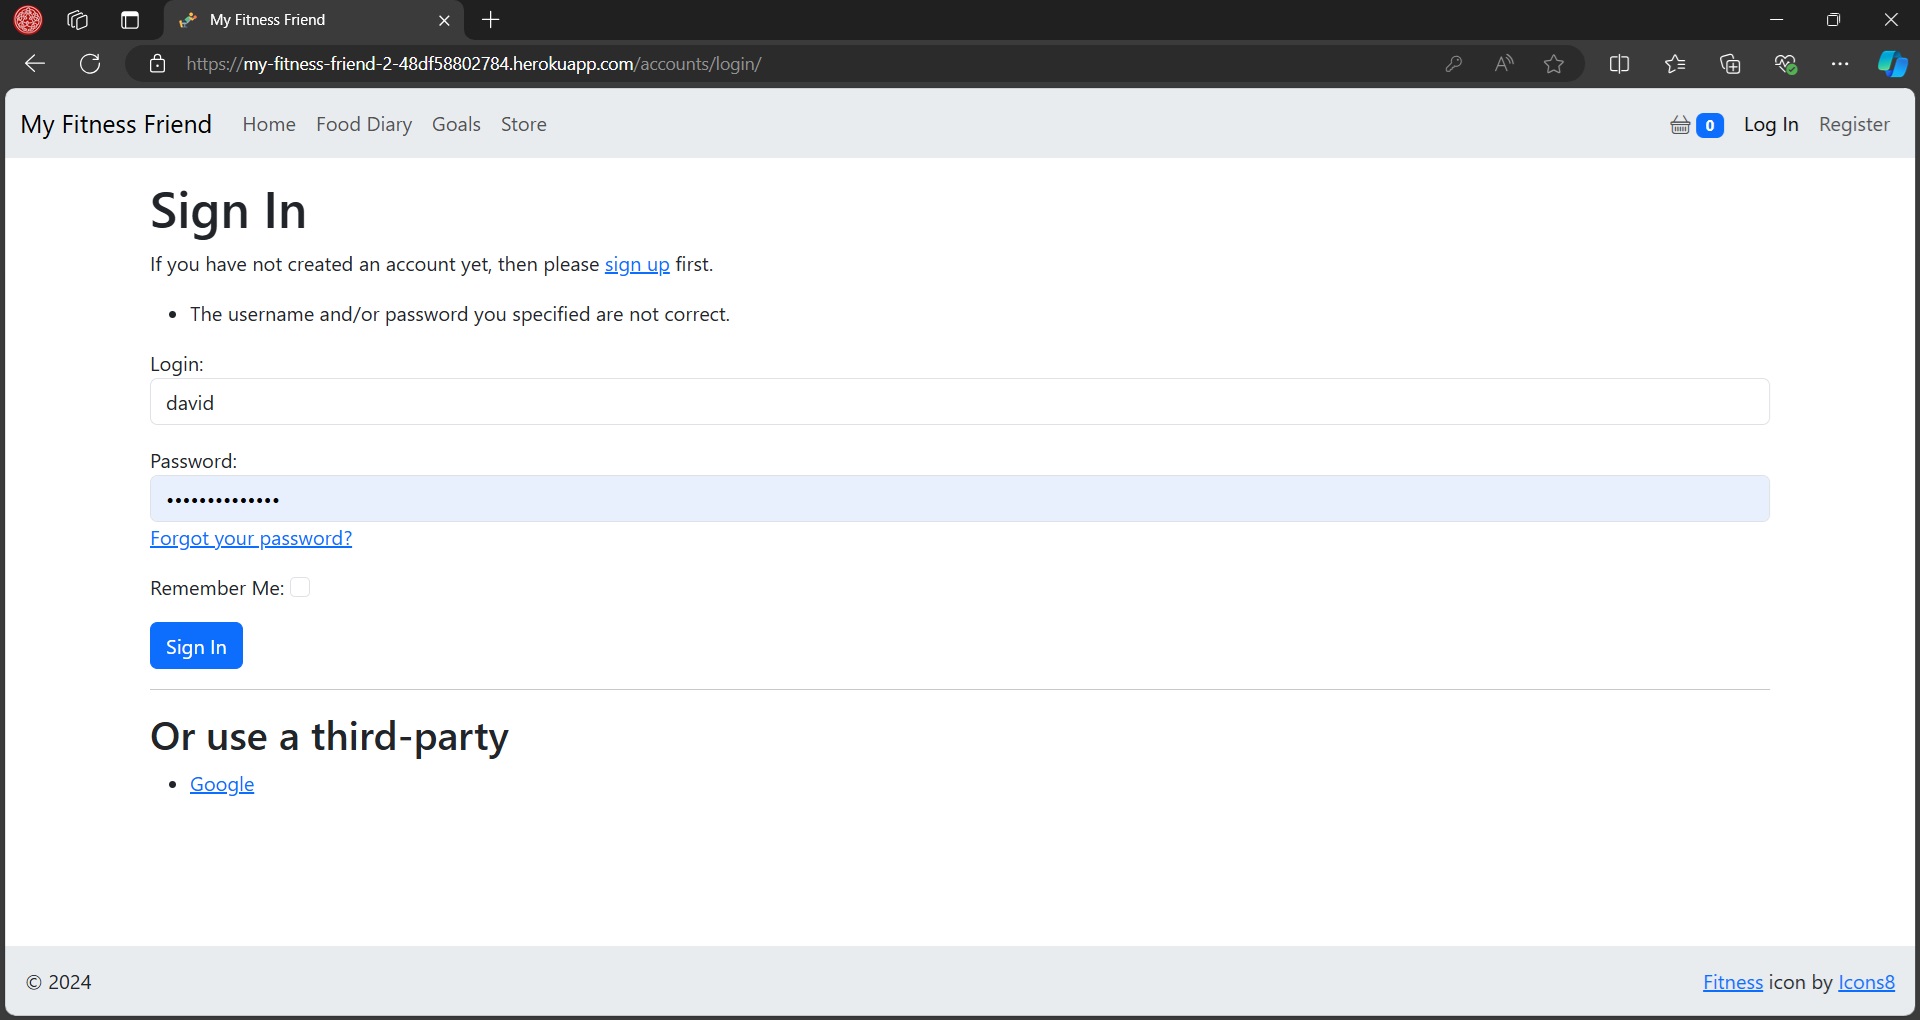 My Fitness Friend
https://my-fitness-friend-2-48df58802784.herokuapp.com/accounts/login/
My Fitness Friend Home Food Diary Goals Store 0 Log In Register
Sign In
If you have not created an account yet, then please sign up first.
• The username and/or password you specified are not correct.
Login:
david
Password:
••••••••••••••
Forgot your password?
Remember Me:
Sign In
Or use a third-party
• Google
© 2024 Fitness icon by Icons8